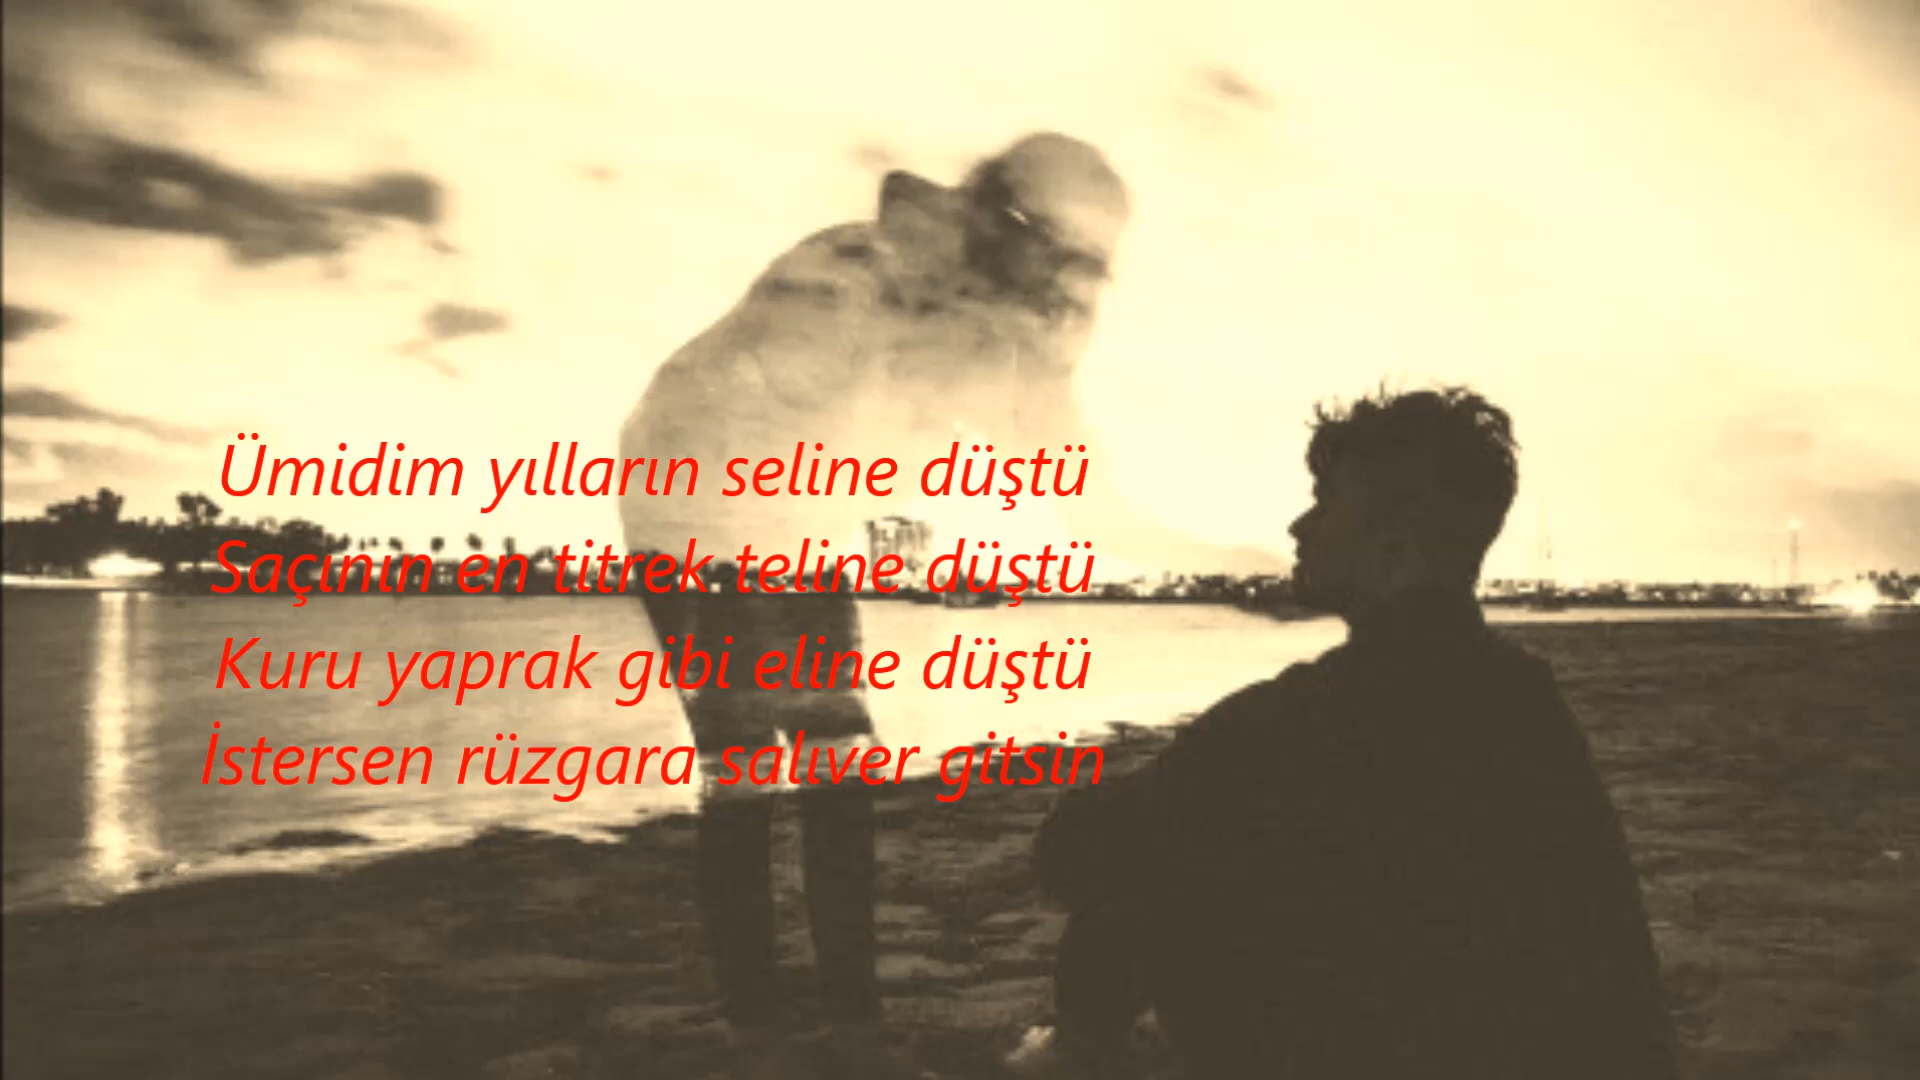 Ümidim yılların seline düştü
Saçının en titrek teline düştü
Kuru yaprak gibi eline düştü
İstersen rüzgara salıver gitsin